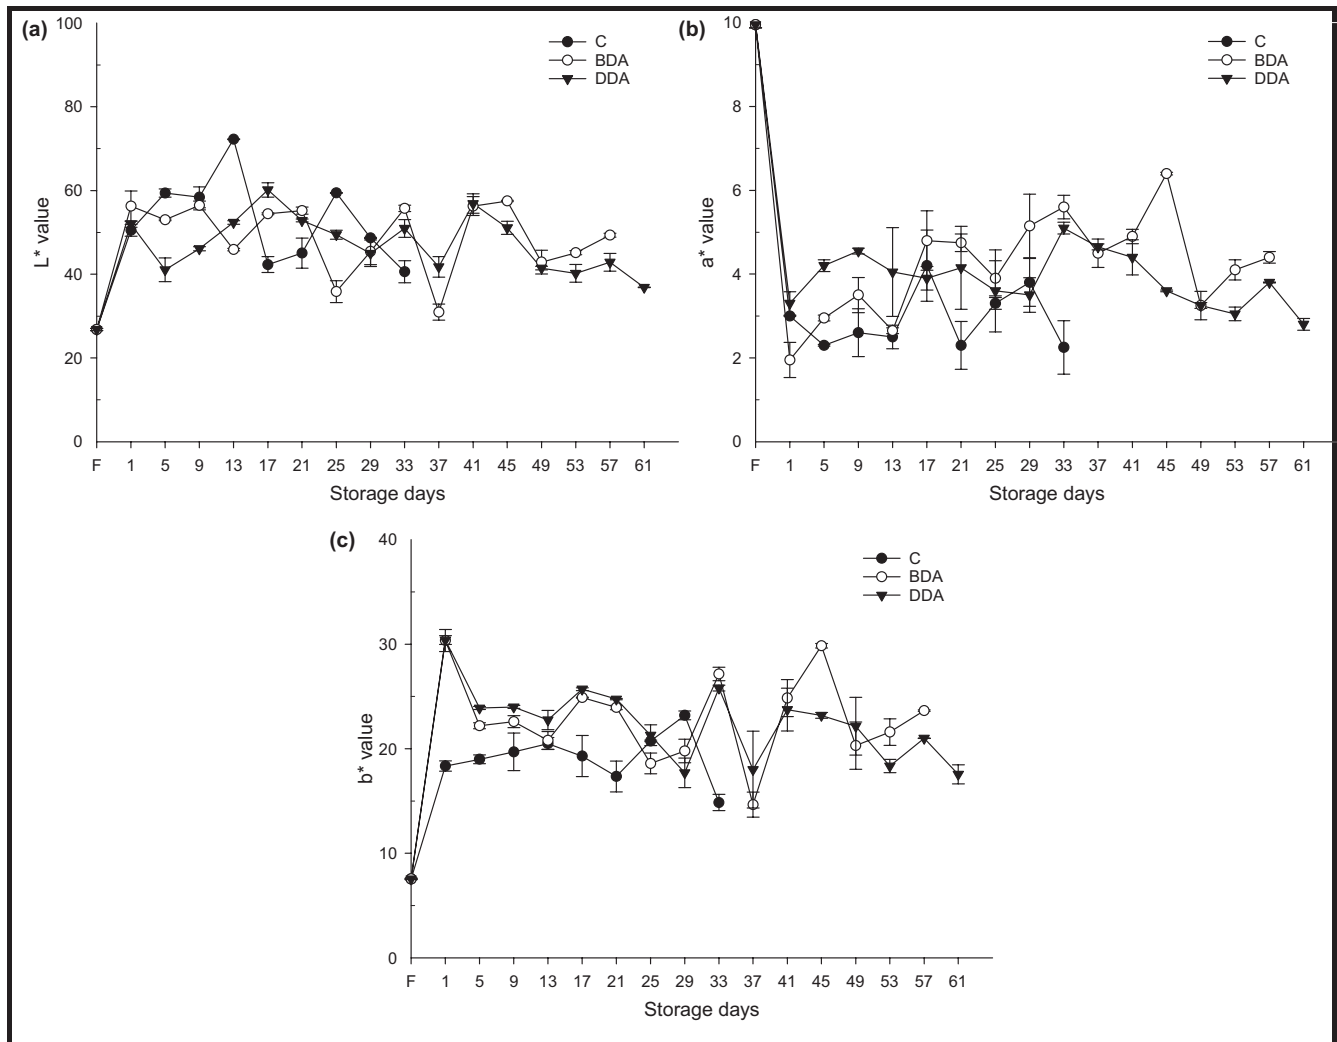 (a)
100
80
60
40
20
0
L* value
C
BDA
DDA
F 1 5 9 13 17 21 25 29 33 37 41 45 49 53 57 61
Storage days
(b)
10
8
6
4
2
0
a* value
C
BDA
DDA
F 1 5 9 13 17 21 25 29 33 37 41 45 49 53 57 61
Storage days
(c)
40
30
20
10
0
b* value
C
BDA
DDA
F 1 5 9 13 17 21 25 29 33 37 41 45 49 53 57 61
Storage days